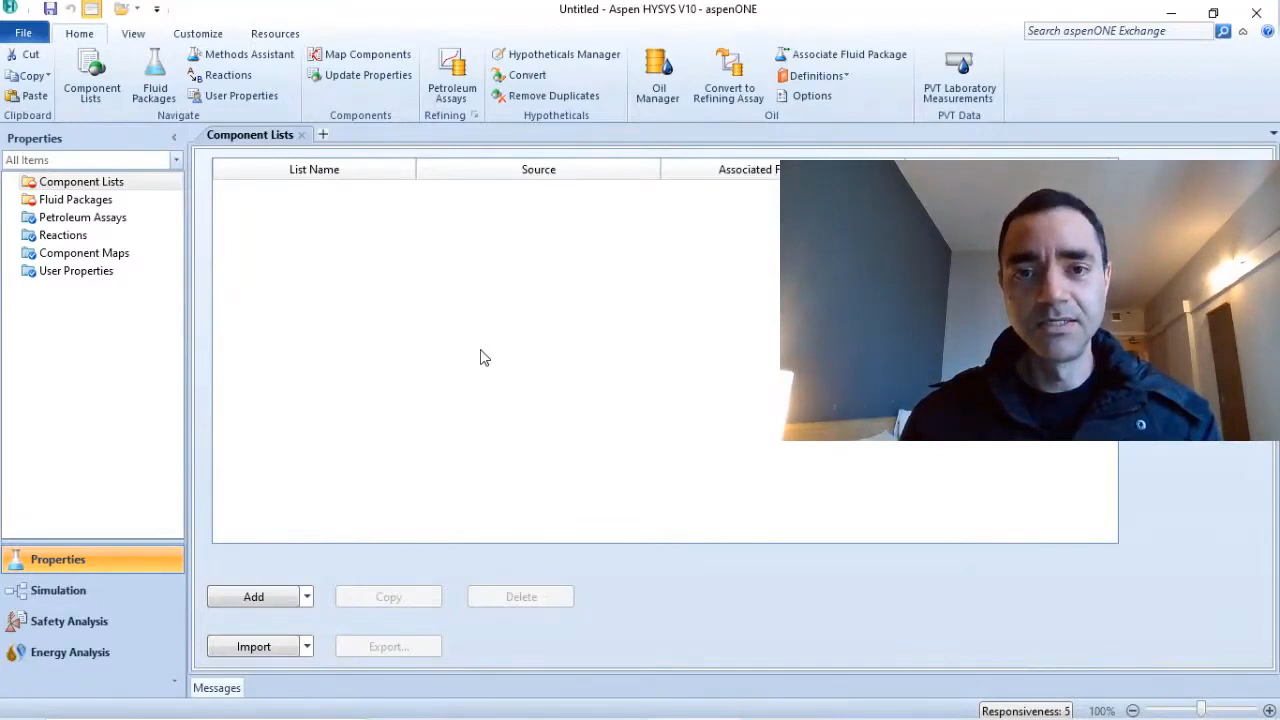 Untitled - Aspen HYSYS V10 - aspenONE
File Home View Customize Resources
Search aspenONE Exchange
Cut
Copy
Paste
Clipboard
Component Lists
Fluid Packages
Methods Assistant
Reactions
User Properties
Navigate
Map Components
Update Properties
Components
Petroleum Assays
Refining
Hypotheticals Manager
Convert
Remove Duplicates
Hypotheticals
Oil Manager
Convert to Refining Assay
Associate Fluid Package
Definitions
Options
Oil
PVT Laboratory Measurements
PVT Data
Properties
All Items
Component Lists
Fluid Packages
Petroleum Assays
Reactions
Component Maps
User Properties
Properties
Simulation
Safety Analysis
Energy Analysis
Component Lists
List Name Source Associated
Add Copy Delete
Import Export...
Messages
Responsiveness: 5 100%